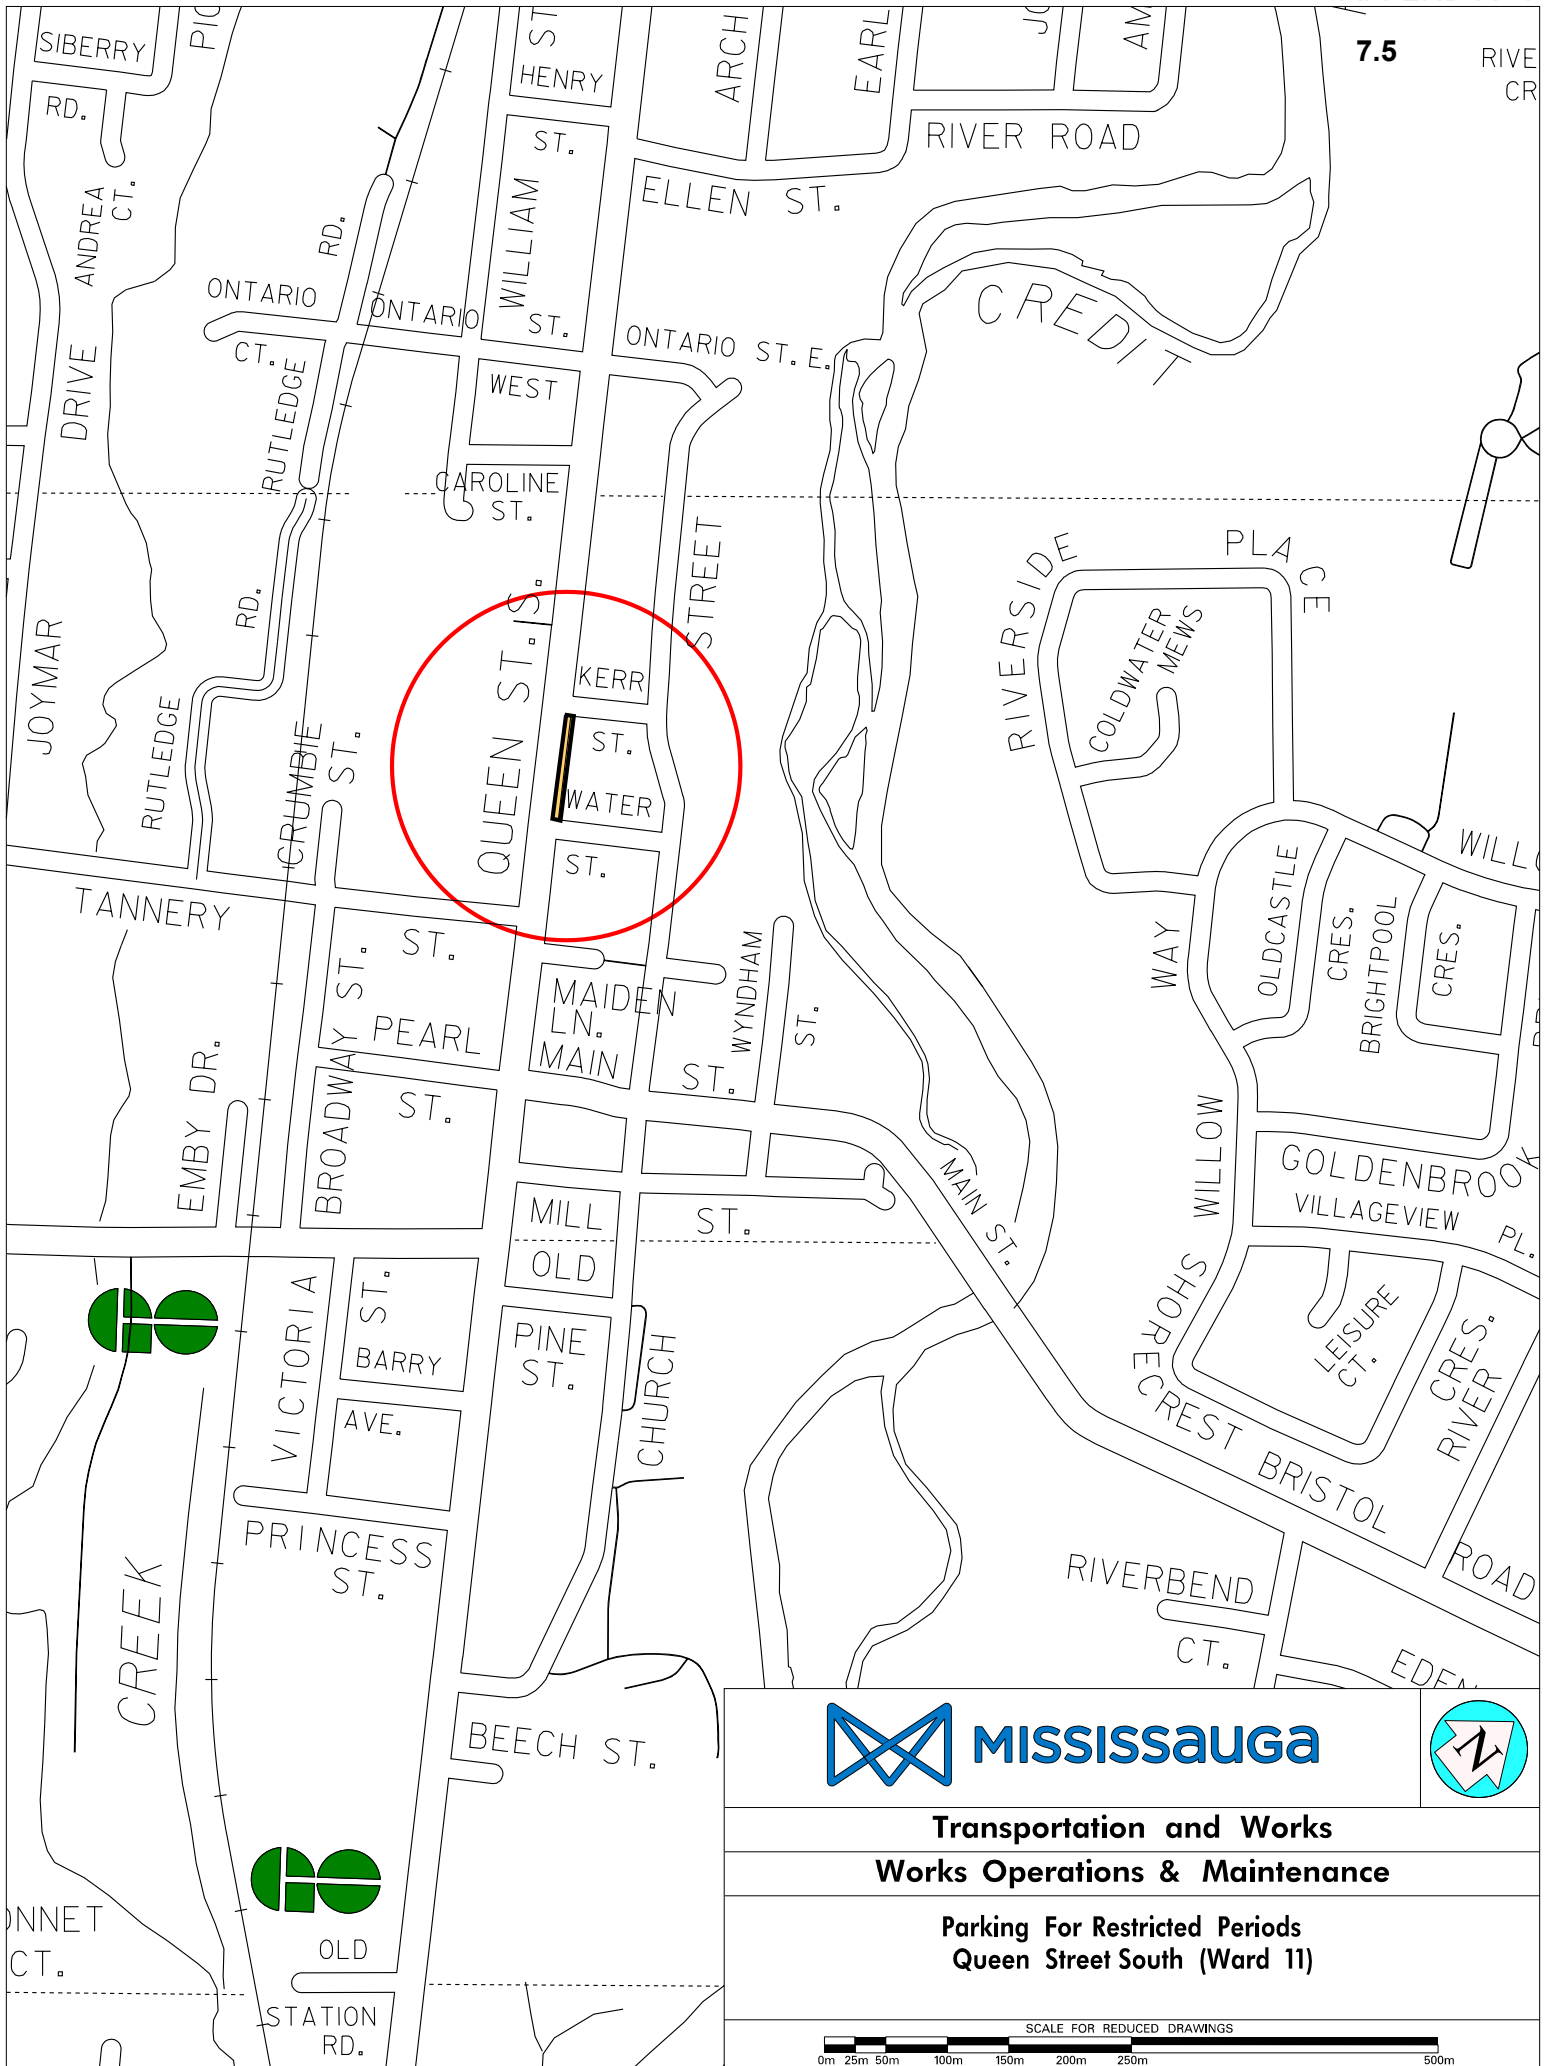 7.5
SIBERRY
RD.
HENRY
ST.
ARCH
EARL
AM
RIVER ROAD
ANDREA
CT.
RD.
WILLIAM
ST.
ELLEN ST.
ONTARIO
CT.
ONTARIO
ST.
WEST
ONTARIO ST. E.
CREDIT
DRIVE
RUTLEDGE
CAROLINE
ST.
STREET
RIVERSIDE
PLACE
COLDWATER
MEWS
JOYMAR
RD.
RUTLEDGE
CRUMBIE
ST.
QUEEN ST. S.
KERR
ST.
WATER
ST.
TANNERY
ST.
WAY
OLDCASTLE
CRES.
BRIGHTPOOL
CRES.
WYNDHAM
ST.
MAIDEN
LN.
MAIN
ST.
PEARL
ST.
BROADWAY ST.
EMBY DR.
WILLOW
GOLDENBROOK
VILLAGEVIEW
PL.
MILL
ST.
OLD
PINE
ST.
MAIN ST.
SHORECREST
LEISURE
CT.
CRES.
RIVER
VICTORIA
ST.
BARRY
AVE.
CHURCH
BRISTOL
ROAD
PRINCESS
ST.
CREEK
RIVERBEND
CT.
BEECH ST.
OLD
STATION
RD.
CT.
GO
GO
MISSISSAUGA
N
Transportation and Works
Works Operations & Maintenance
Parking For Restricted Periods
Queen Street South (Ward 11)
SCALE FOR REDUCED DRAWINGS
0m 25m 50m 100m 150m 200m 250m 500m